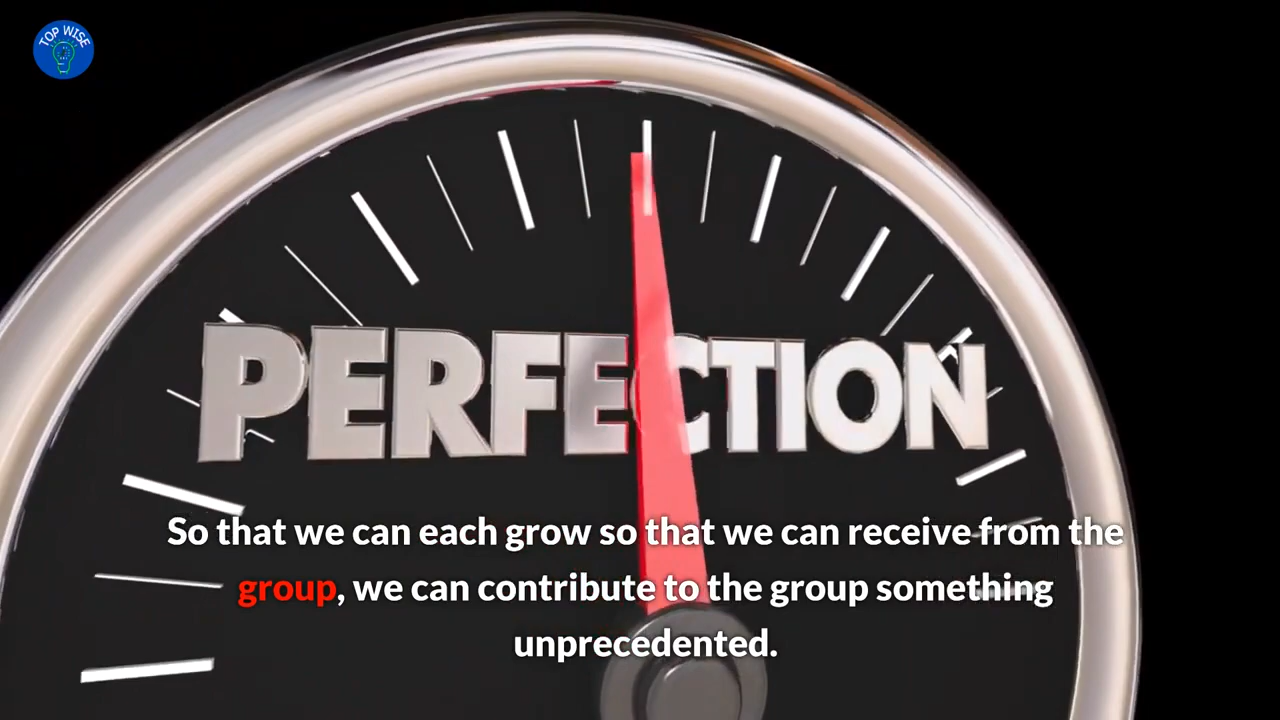 TOP WISE
PERFECTION
So that we can each grow so that we can receive from the
group, we can contribute to the group something
unprecedented.